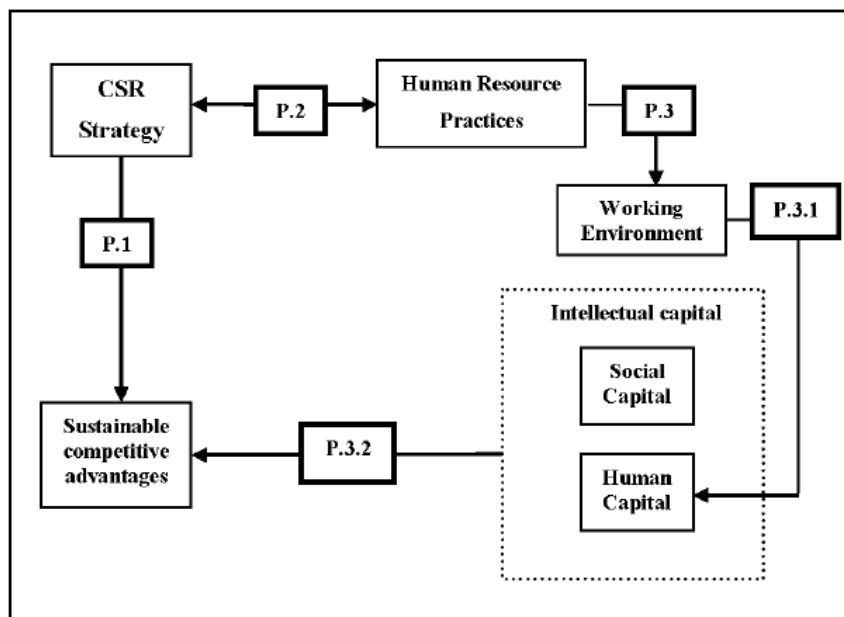 CSR
Strategy
P.2
Human Resource
Practices
P.3
Working
Environment
P.3.1
P.1
Intellectual capital
Social
Capital
Sustainable
competitive
advantages
P.3.2
Human
Capital